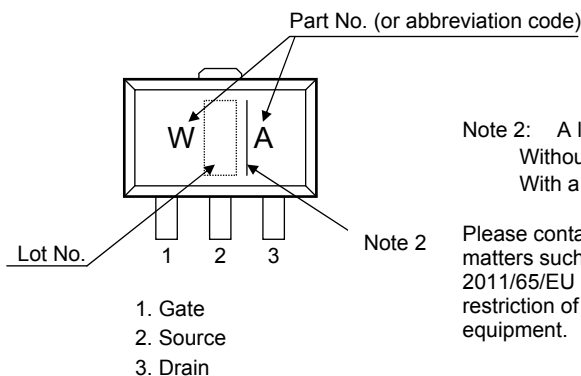 Part No. (or abbreviation code)
W A
Note 2: A l
Withou
With a
Lot No.
1 2 3
Note 2
Please conta
matters such
2011/65/EU
restriction of
equipment.
1. Gate
2. Source
3. Drain